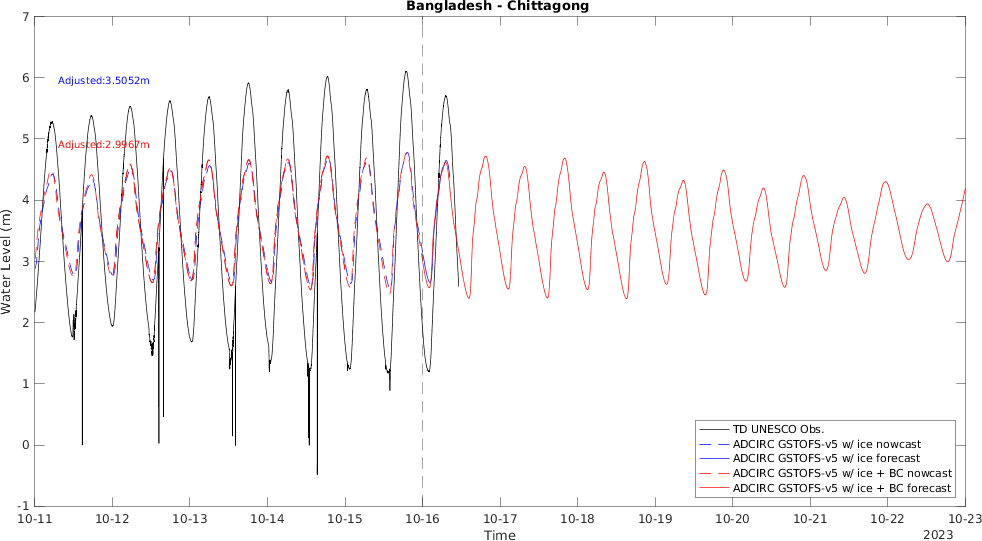 Bangladesh - Chittagong
7
6
5
4
3
2
1
0
-1
Water Level (m)
Adjusted:3.5052m
Adjusted:2.9967m
TD UNESCO Obs.
ADCIRC GSTOFS-v5 w/ ice nowcast
ADCIRC GSTOFS-v5 w/ ice forecast
ADCIRC GSTOFS-v5 w/ ice + BC nowcast
ADCIRC GSTOFS-v5 w/ ice + BC forecast
10-11 10-12 10-13 10-14 10-15 10-16 10-17 10-18 10-19 10-20 10-21 10-22 10-23
Time
2023